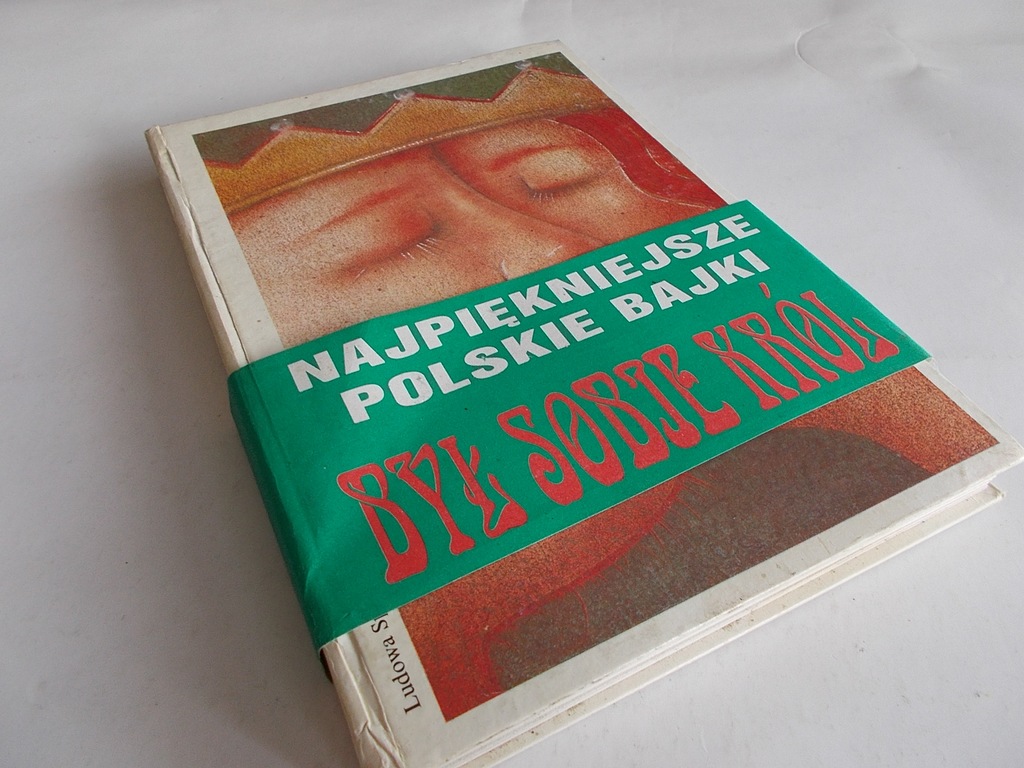 NAJPIĘKNIEJSZE
POLSKIE BAJKI
BYŁ SOBIE KRÓL
Ludowa